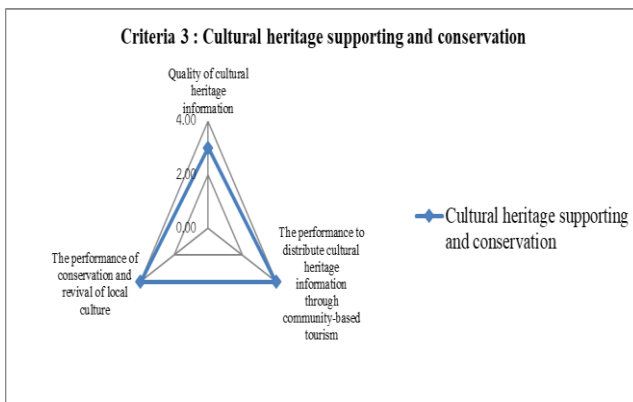 Criteria 3 : Cultural heritage supporting and conservation
Quality of cultural
heritage
information
4.00
2.00
0.00
The performance to
distribute cultural
heritage
information
through
community-based
tourism
The performance of
conservation and
revival of local
culture
Cultural heritage supporting
and conservation